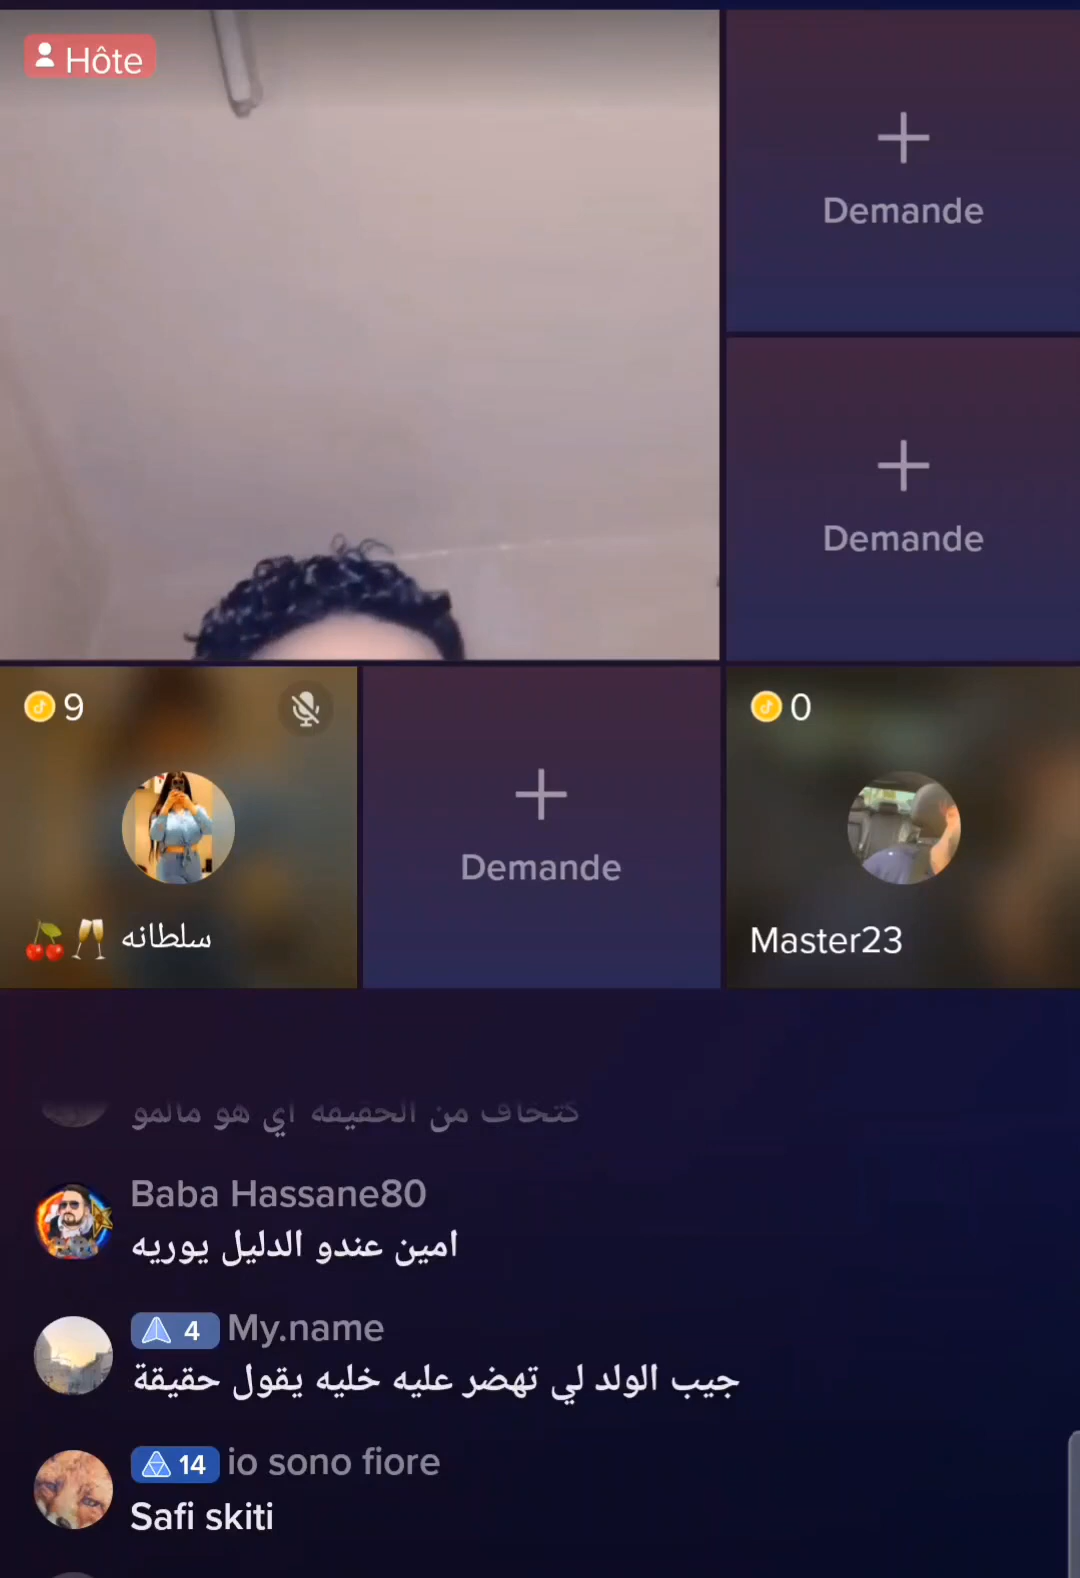 Hôte
Demande
Demande
9
سلطانه 🥂🍒
Demande
0
Master23
كتخاف من الحقيقه اي هو مالمو
Baba Hassane80
امين عندو الدليل يوريه
4 My.name
جيب الولد لي تهضر عليه خليه يقول حقيقة
14 io sono fiore
Safi skiti